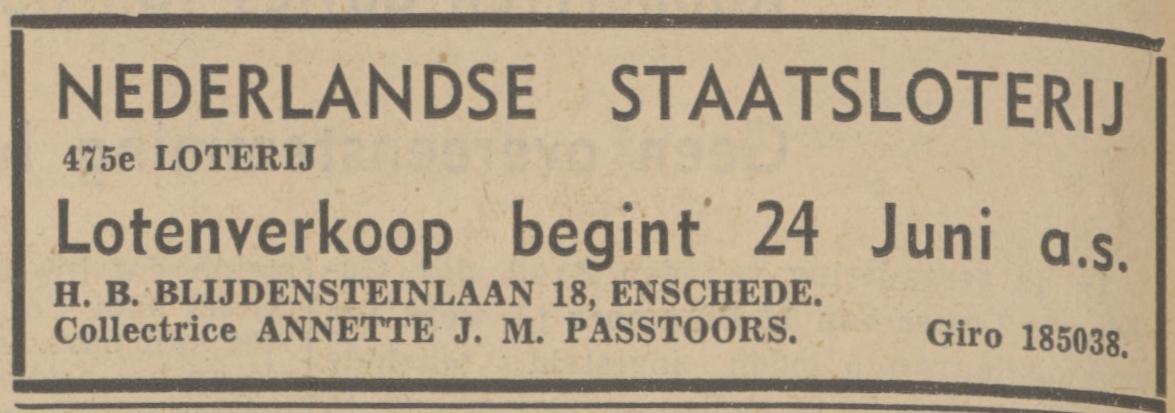 NEDERLANDSE STAATSLOTERIJ
475e LOTERIJ
Lotenverkoop begint 24 Juni a.s.
H. B. BLIJDENSTEINLAAN 18, ENSCHEDE.
Collectrice ANNETTE J. M. PASSTOORS. Giro 185038.